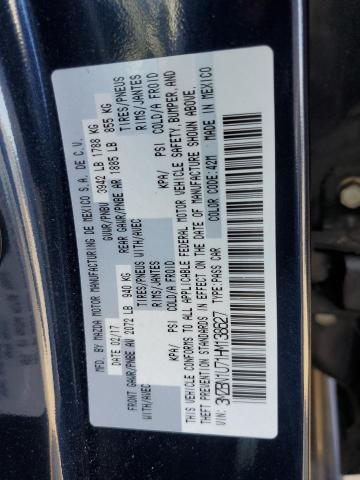 MFD. BY MAZDA MOTOR MANUFACTURING DE MEXICO S.A. DE C.V.
DATE: 02/17 GVWR/PNBV 3942 LB 1788 KG
FRONT GAWR/PNBE AV 2072 LB 940 KG REAR GAWR/PNBE AR 1885 LB 855 KG
WITH/AVEC TIRES/PNEUS WITH/AVEC TIRES/PNEUS
RIMS/JANTES RIMS/JANTES
KPA/ PSI COLD/A FROID KPA/ PSI COLD/A FROID
THIS VEHICLE CONFORMS TO ALL APPLICABLE FEDERAL MOTOR VEHICLE SAFETY, BUMPER, AND
THEFT PREVENTION STANDARDS IN EFFECT ON THE DATE OF MANUFACTURE SHOWN ABOVE.
VIN: COLOR/CODE: 42M MADE IN MEXICO
TYPE: PASS CAR